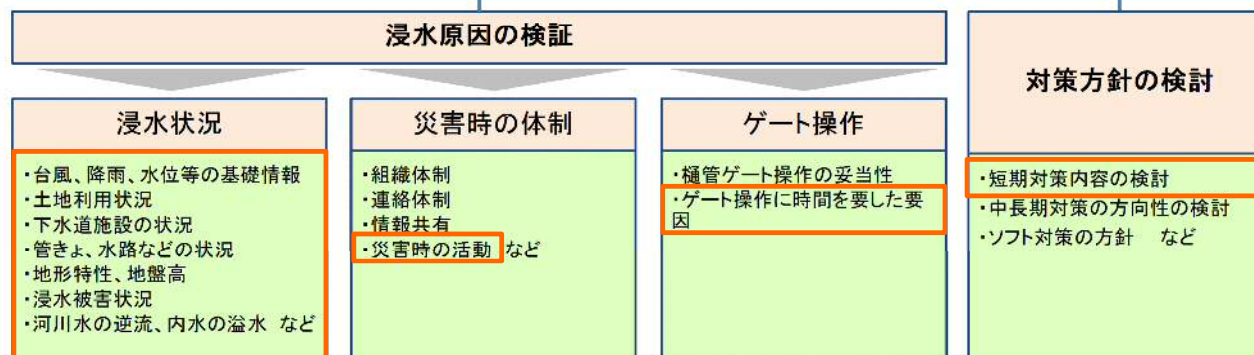 浸水原因の検証
浸水状況
・台風、降雨、水位等の基礎情報
・土地利用状況
・下水道施設の状況
・管きょ、水路などの状況
・地形特性、地盤高
・浸水被害状況
・河川水の逆流、内水の溢水 など
災害時の体制
・組織体制
・連絡体制
・情報共有
・災害時の活動 など
ゲート操作
・樋管ゲート操作の妥当性
・ゲート操作に時間を要した要
因
対策方針の検討
・短期対策内容の検討
・中長期対策の方向性の検討
・ソフト対策の方針 など